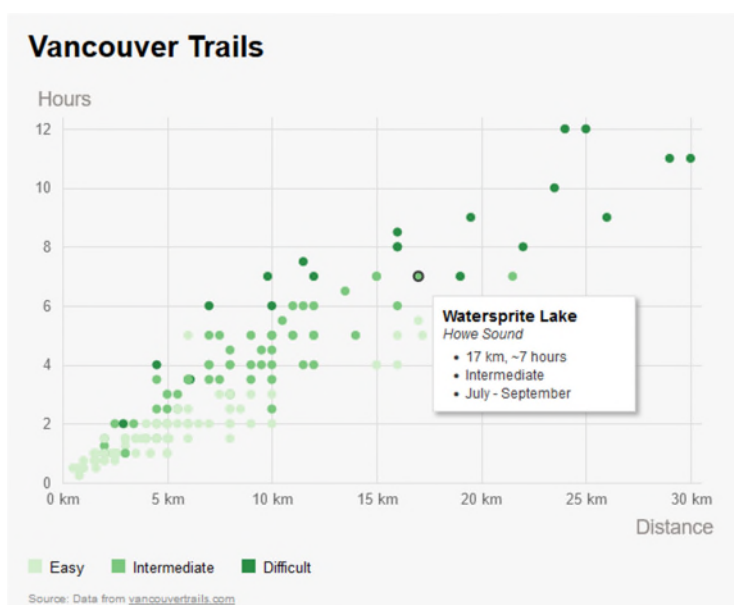 Vancouver Trails
Hours
12
10
8
6
4
2
0
Watersprite Lake
Howe Sound
• 17 km, ~7 hours
• Intermediate
• July - September
0 km 5 km 10 km 15 km 20 km 25 km 30 km
Distance
Easy Intermediate Difficult
Source: Data from vancouvertrails.com